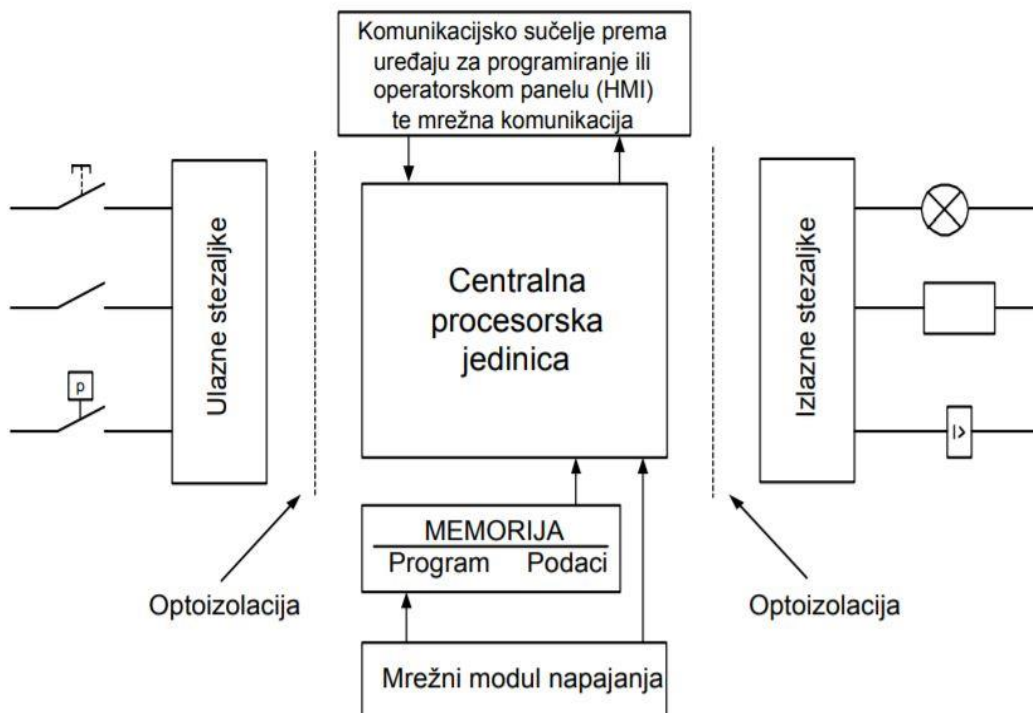 Komunikacijsko sučelje prema
uređaju za programiranje ili
operatorskom panelu (HMI)
te mrežna komunikacija
Ulazne stezaljke
p
Centralna
procesorska
jedinica
Izlazne stezaljke
I>
MEMORIJA
Program Podaci
Optoizolacija
Optoizolacija
Mrežni modul napajanja